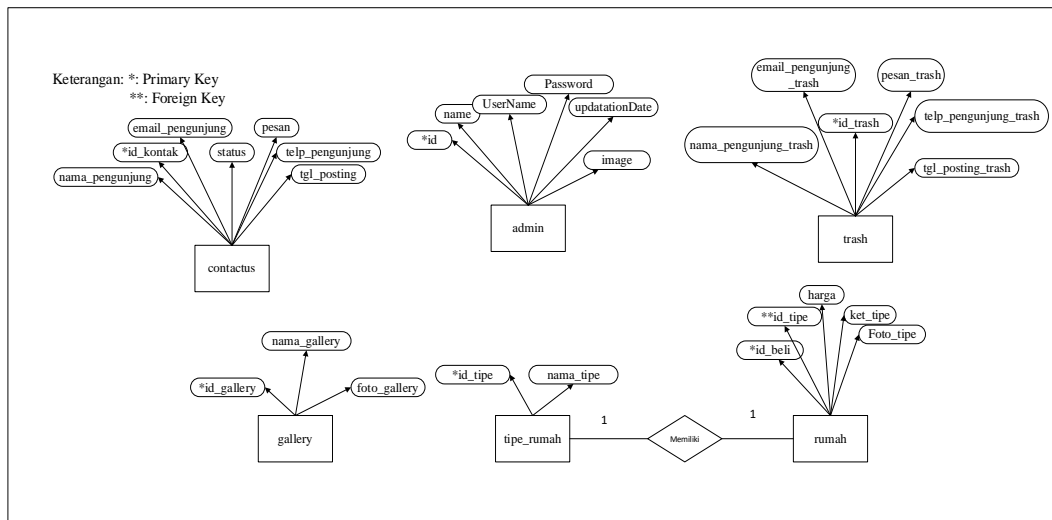 Keterangan: *: Primary Key
**: Foreign Key
email_pengunjung
pesan
*id_kontak
status
telp_pengunjung
nama_pengunjung
tgl_posting
contactus
Password
UserName
updatationDate
name
*id
image
admin
email_pengunjung
_trash
pesan_trash
*id_trash
telp_pengunjung_trash
nama_pengunjung_trash
tgl_posting_trash
trash
nama_gallery
*id_gallery
foto_gallery
gallery
*id_tipe
nama_tipe
tipe_rumah
1
Memiliki
1
harga
**id_tipe
ket_tipe
Foto_tipe
*id_beli
rumah